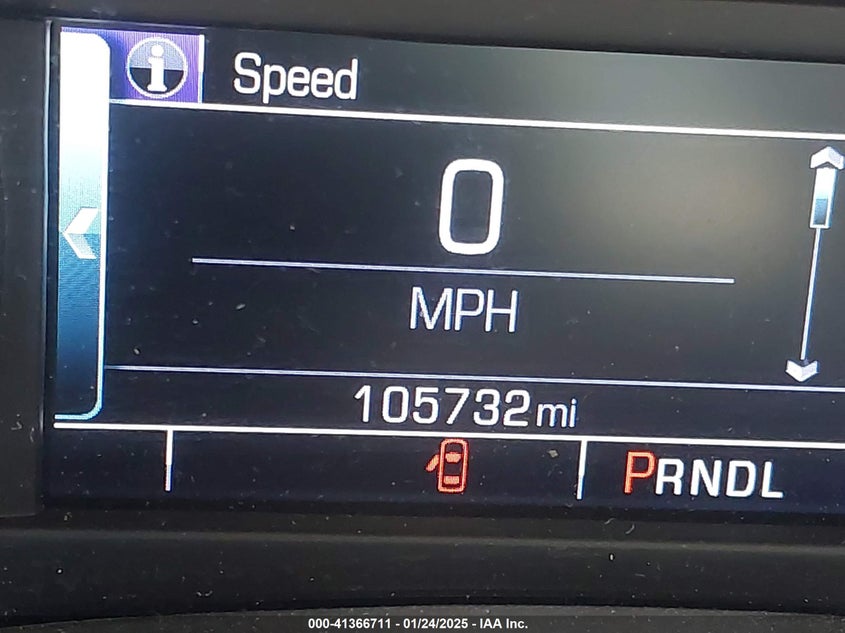 Speed
0
MPH
105732mi
PRNDL
000-41366711 - 01/24/2025 - IAA Inc.